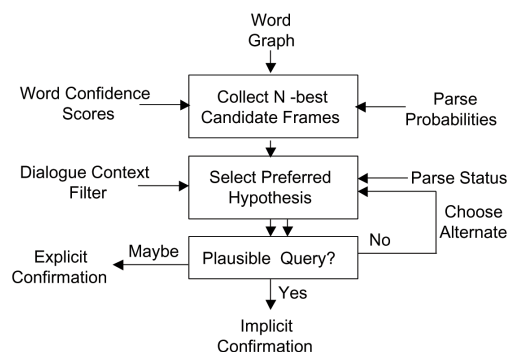 Word
Graph
Word Confidence
Scores
Collect N -best
Candidate Frames
Parse
Probabilities
Dialogue Context
Filter
Select Preferred
Hypothesis
Parse Status
Choose
Alternate
Explicit
Confirmation
Maybe
Plausible Query?
No
Yes
Implicit
Confirmation